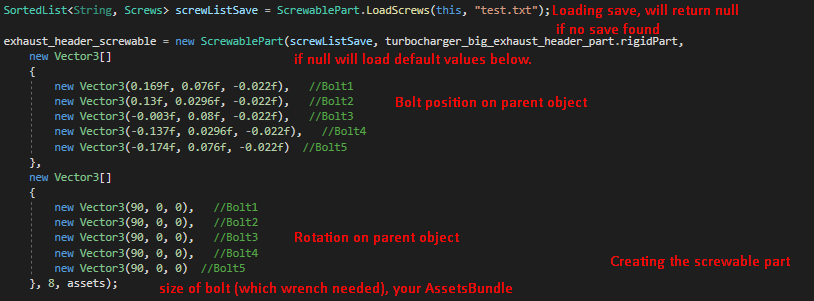 SortedList<String, Screws> screwListSave = ScrewablePart.LoadScrews(this, "test.txt"); Loading save, will return null
if no save found
exhaust_header_screwable = new ScrewablePart(screwListSave, turbocharger_big_exhaust_header_part.rigidPart,
new Vector3[] if null will load default values below.
{
new Vector3(0.169f, 0.076f, -0.022f), //Bolt1
new Vector3(0.13f, 0.0296f, -0.022f), //Bolt2 Bolt position on parent object
new Vector3(-0.003f, 0.08f, -0.022f), //Bolt3
new Vector3(-0.137f, 0.0296f, -0.022f), //Bolt4
new Vector3(-0.174f, 0.076f, -0.022f) //Bolt5
},
new Vector3[]
{
new Vector3(90, 0, 0), //Bolt1
new Vector3(90, 0, 0), //Bolt2
new Vector3(90, 0, 0), //Bolt3 Rotation on parent object
new Vector3(90, 0, 0), //Bolt4
new Vector3(90, 0, 0) //Bolt5 Creating the screwable part
}, 8, assets);
size of bolt (which wrench needed), your AssetsBundle